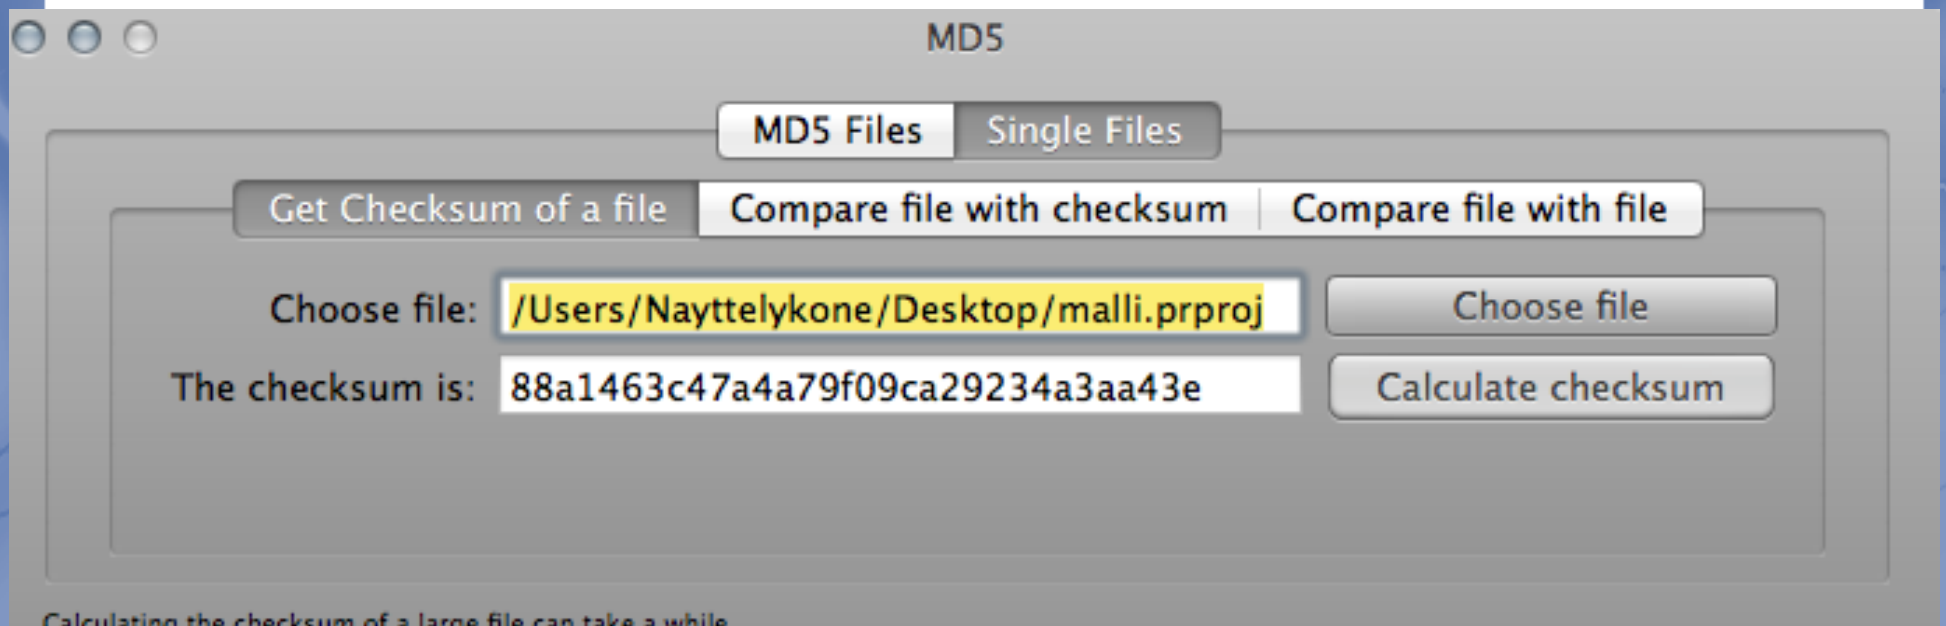 MD5
MD5 Files Single Files
Get Checksum of a file Compare file with checksum Compare file with file
Choose file: /Users/Nayttelykone/Desktop/malli.prproj Choose file
The checksum is: 88a1463c47a4a79f09ca29234a3aa43e Calculate checksum
Calculating the checksum of a large file can take a while